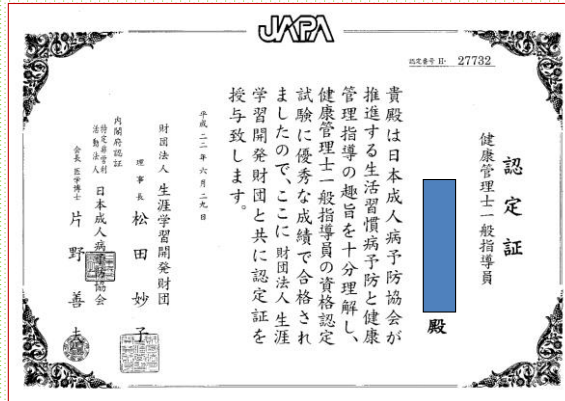 JAPA
認定番号 H- 27732
認定証
健康管理士一般指導員
殿
貴殿は日本成人病予防協会が
推進する生活習慣病予防と健康
管理指導の趣旨を十分理解し、
健康管理士一般指導員の資格認定
試験に優秀な成績で合格され
ましたので、ここに財団法人生涯
学習開発財団と共に認定証を
授与致します。
平成二二年六月二九日
財団法人 生涯学習開発財団
理事長 松田妙子
内閣府認証
特定非営利
活動法人 日本成人病予防協会
会長 医学博士 片野善夫